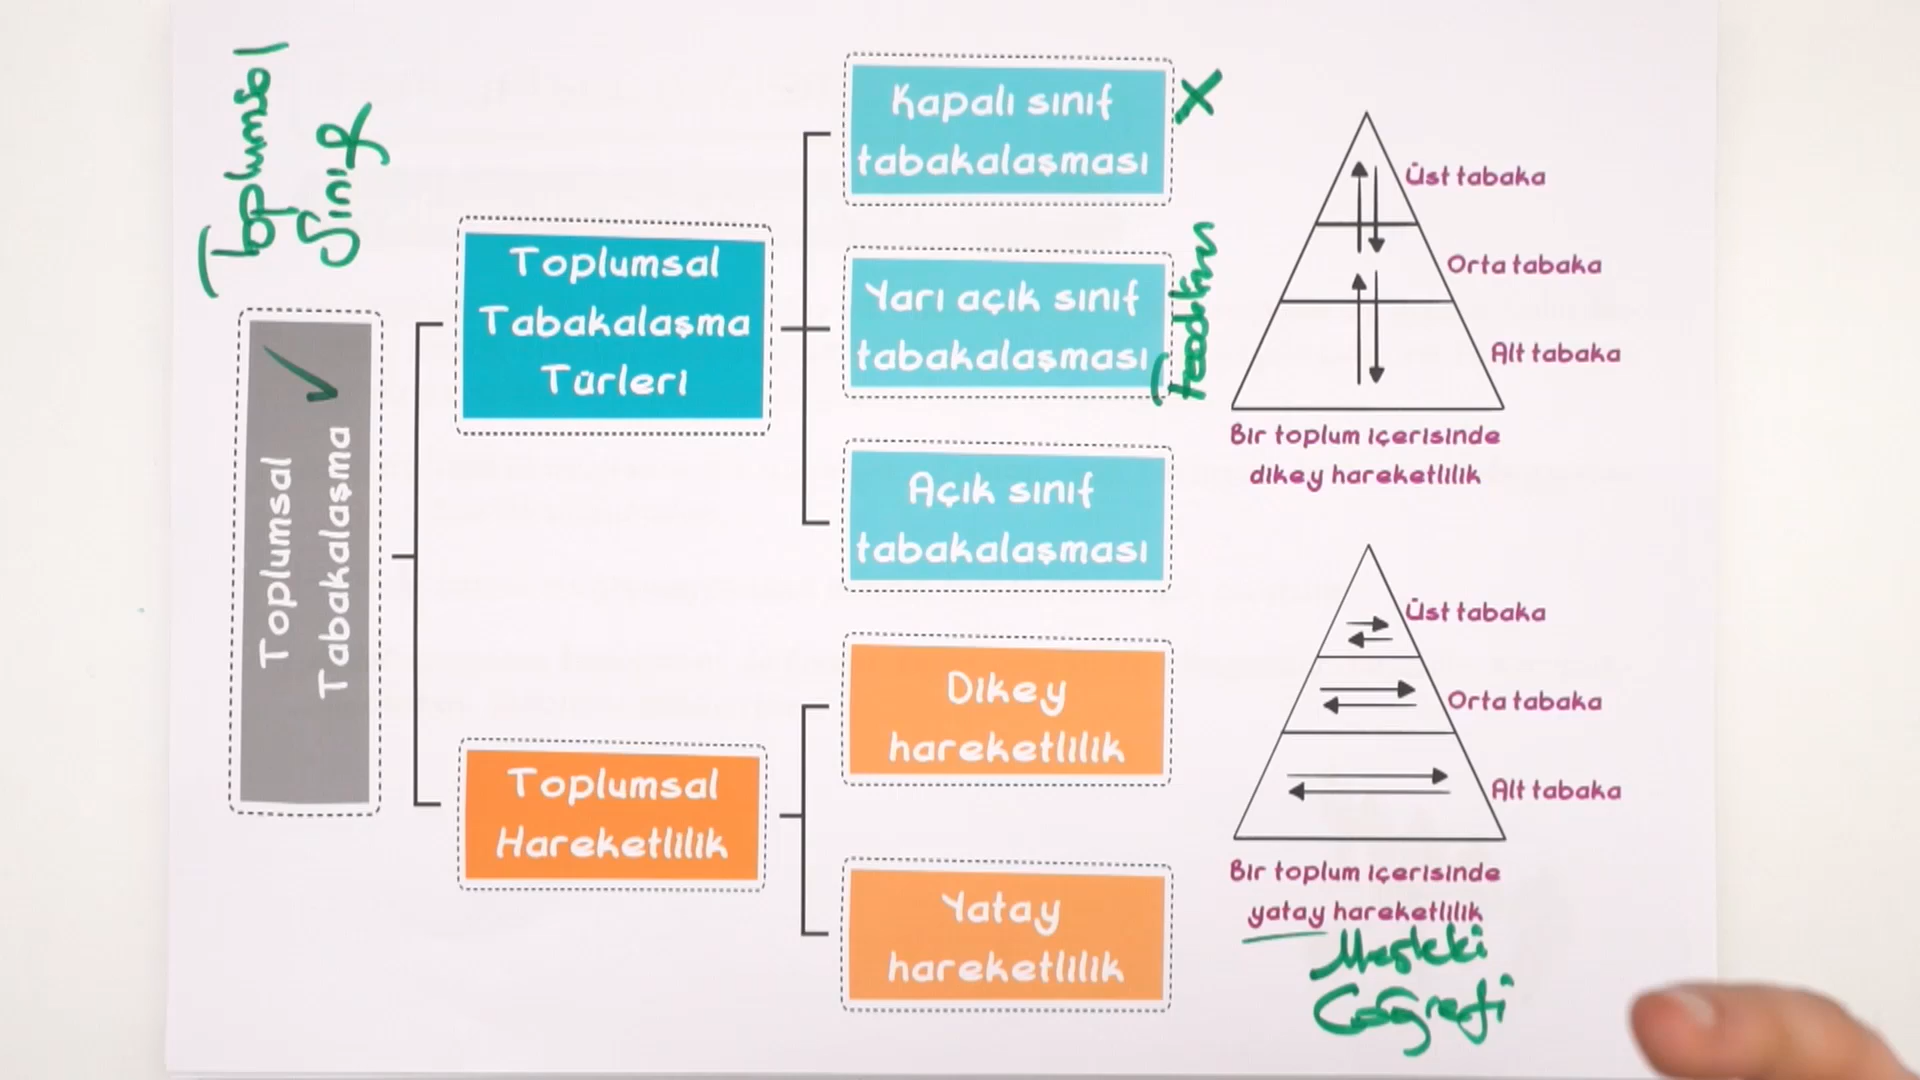 Toplumsal
Sınıf
Toplumsal
Tabakalaşma
Toplumsal
Tabakalaşma
Türleri
Kapalı sınıf
tabakalaşması
X
Yarı açık sınıf
tabakalaşması
Feodalizm
Açık sınıf
tabakalaşması
Toplumsal
Hareketlilik
Dikey
hareketlilik
Yatay
hareketlilik
Üst tabaka
Orta tabaka
Alt tabaka
Bir toplum içerisinde
dikey hareketlilik
Üst tabaka
Orta tabaka
Alt tabaka
Bir toplum içerisinde
yatay hareketlilik
Mesleki
Coğrafi